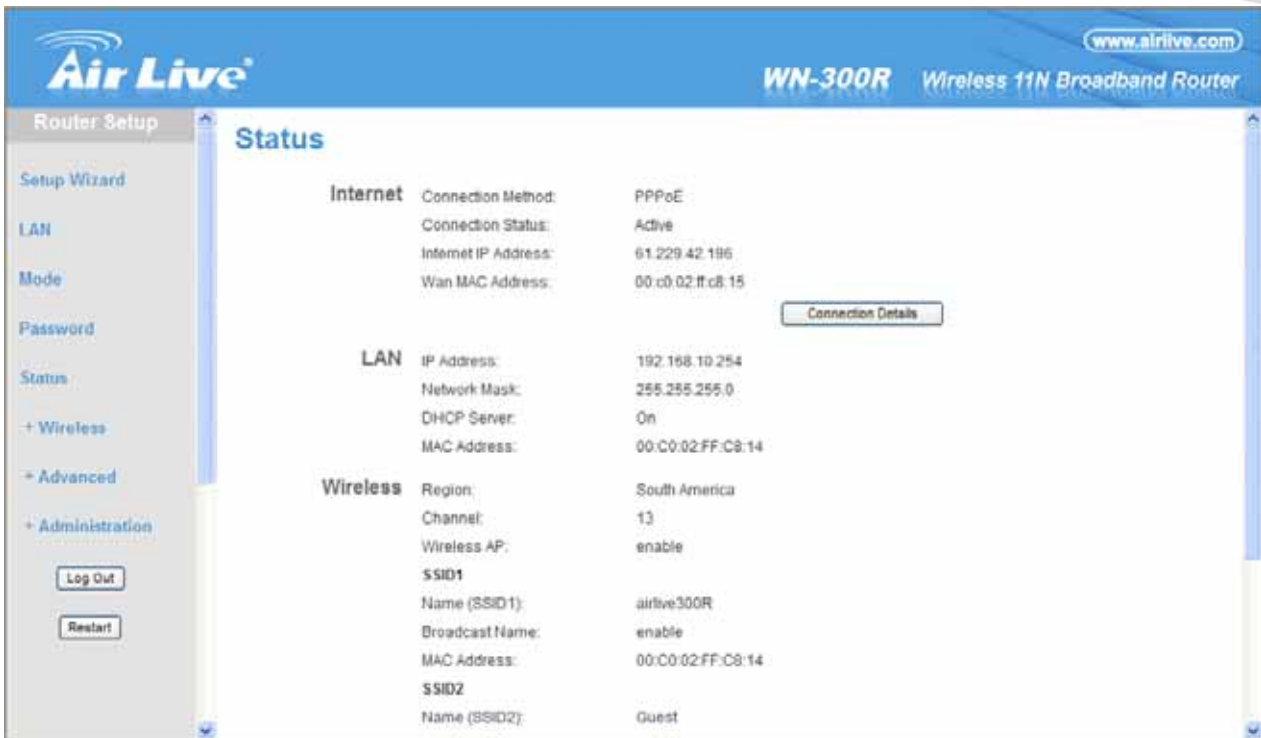 Air Live®
www.airlive.com
WN-300R Wireless 11N Broadband Router
Router Setup
Setup Wizard
LAN
Mode
Password
Status
+ Wireless
+ Advanced
+ Administration
Log Out
Restart
Status
Internet
Connection Method: PPPoE
Connection Status: Active
Internet IP Address: 61.229.42.196
Wan MAC Address: 00:c0:02:ff:c8:15
Connection Details
LAN
IP Address: 192.168.10.254
Network Mask: 255.255.255.0
DHCP Server: On
MAC Address: 00:C0:02:FF:C8:14
Wireless
Region: South America
Channel: 13
Wireless AP: enable
SSID1
Name (SSID1): airlive300R
Broadcast Name: enable
MAC Address: 00:C0:02:FF:C8:14
SSID2
Name (SSID2): Guest